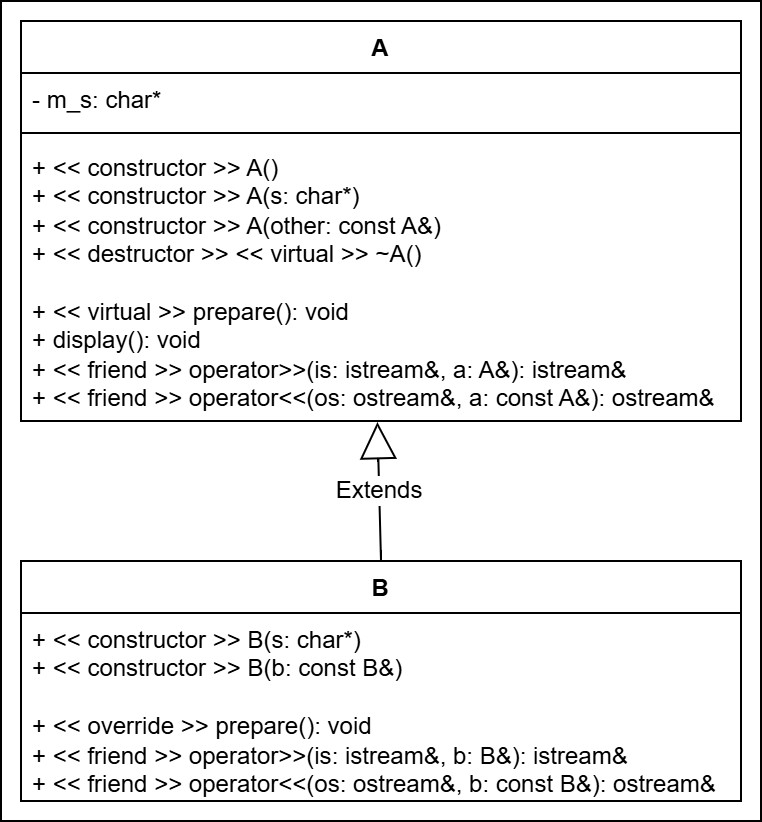 A
- m_s: char*
+ << constructor >> A()
+ << constructor >> A(s: char*)
+ << constructor >> A(other: const A&)
+ << destructor >> << virtual >> ~A()
+ << virtual >> prepare(): void
+ display(): void
+ << friend >> operator>>(is: istream&, a: A&): istream&
+ << friend >> operator<<(os: ostream&, a: const A&): ostream&
Extends
B
+ << constructor >> B(s: char*)
+ << constructor >> B(b: const B&)
+ << override >> prepare(): void
+ << friend >> operator>>(is: istream&, b: B&): istream&
+ << friend >> operator<<(os: ostream&, b: const B&): ostream&